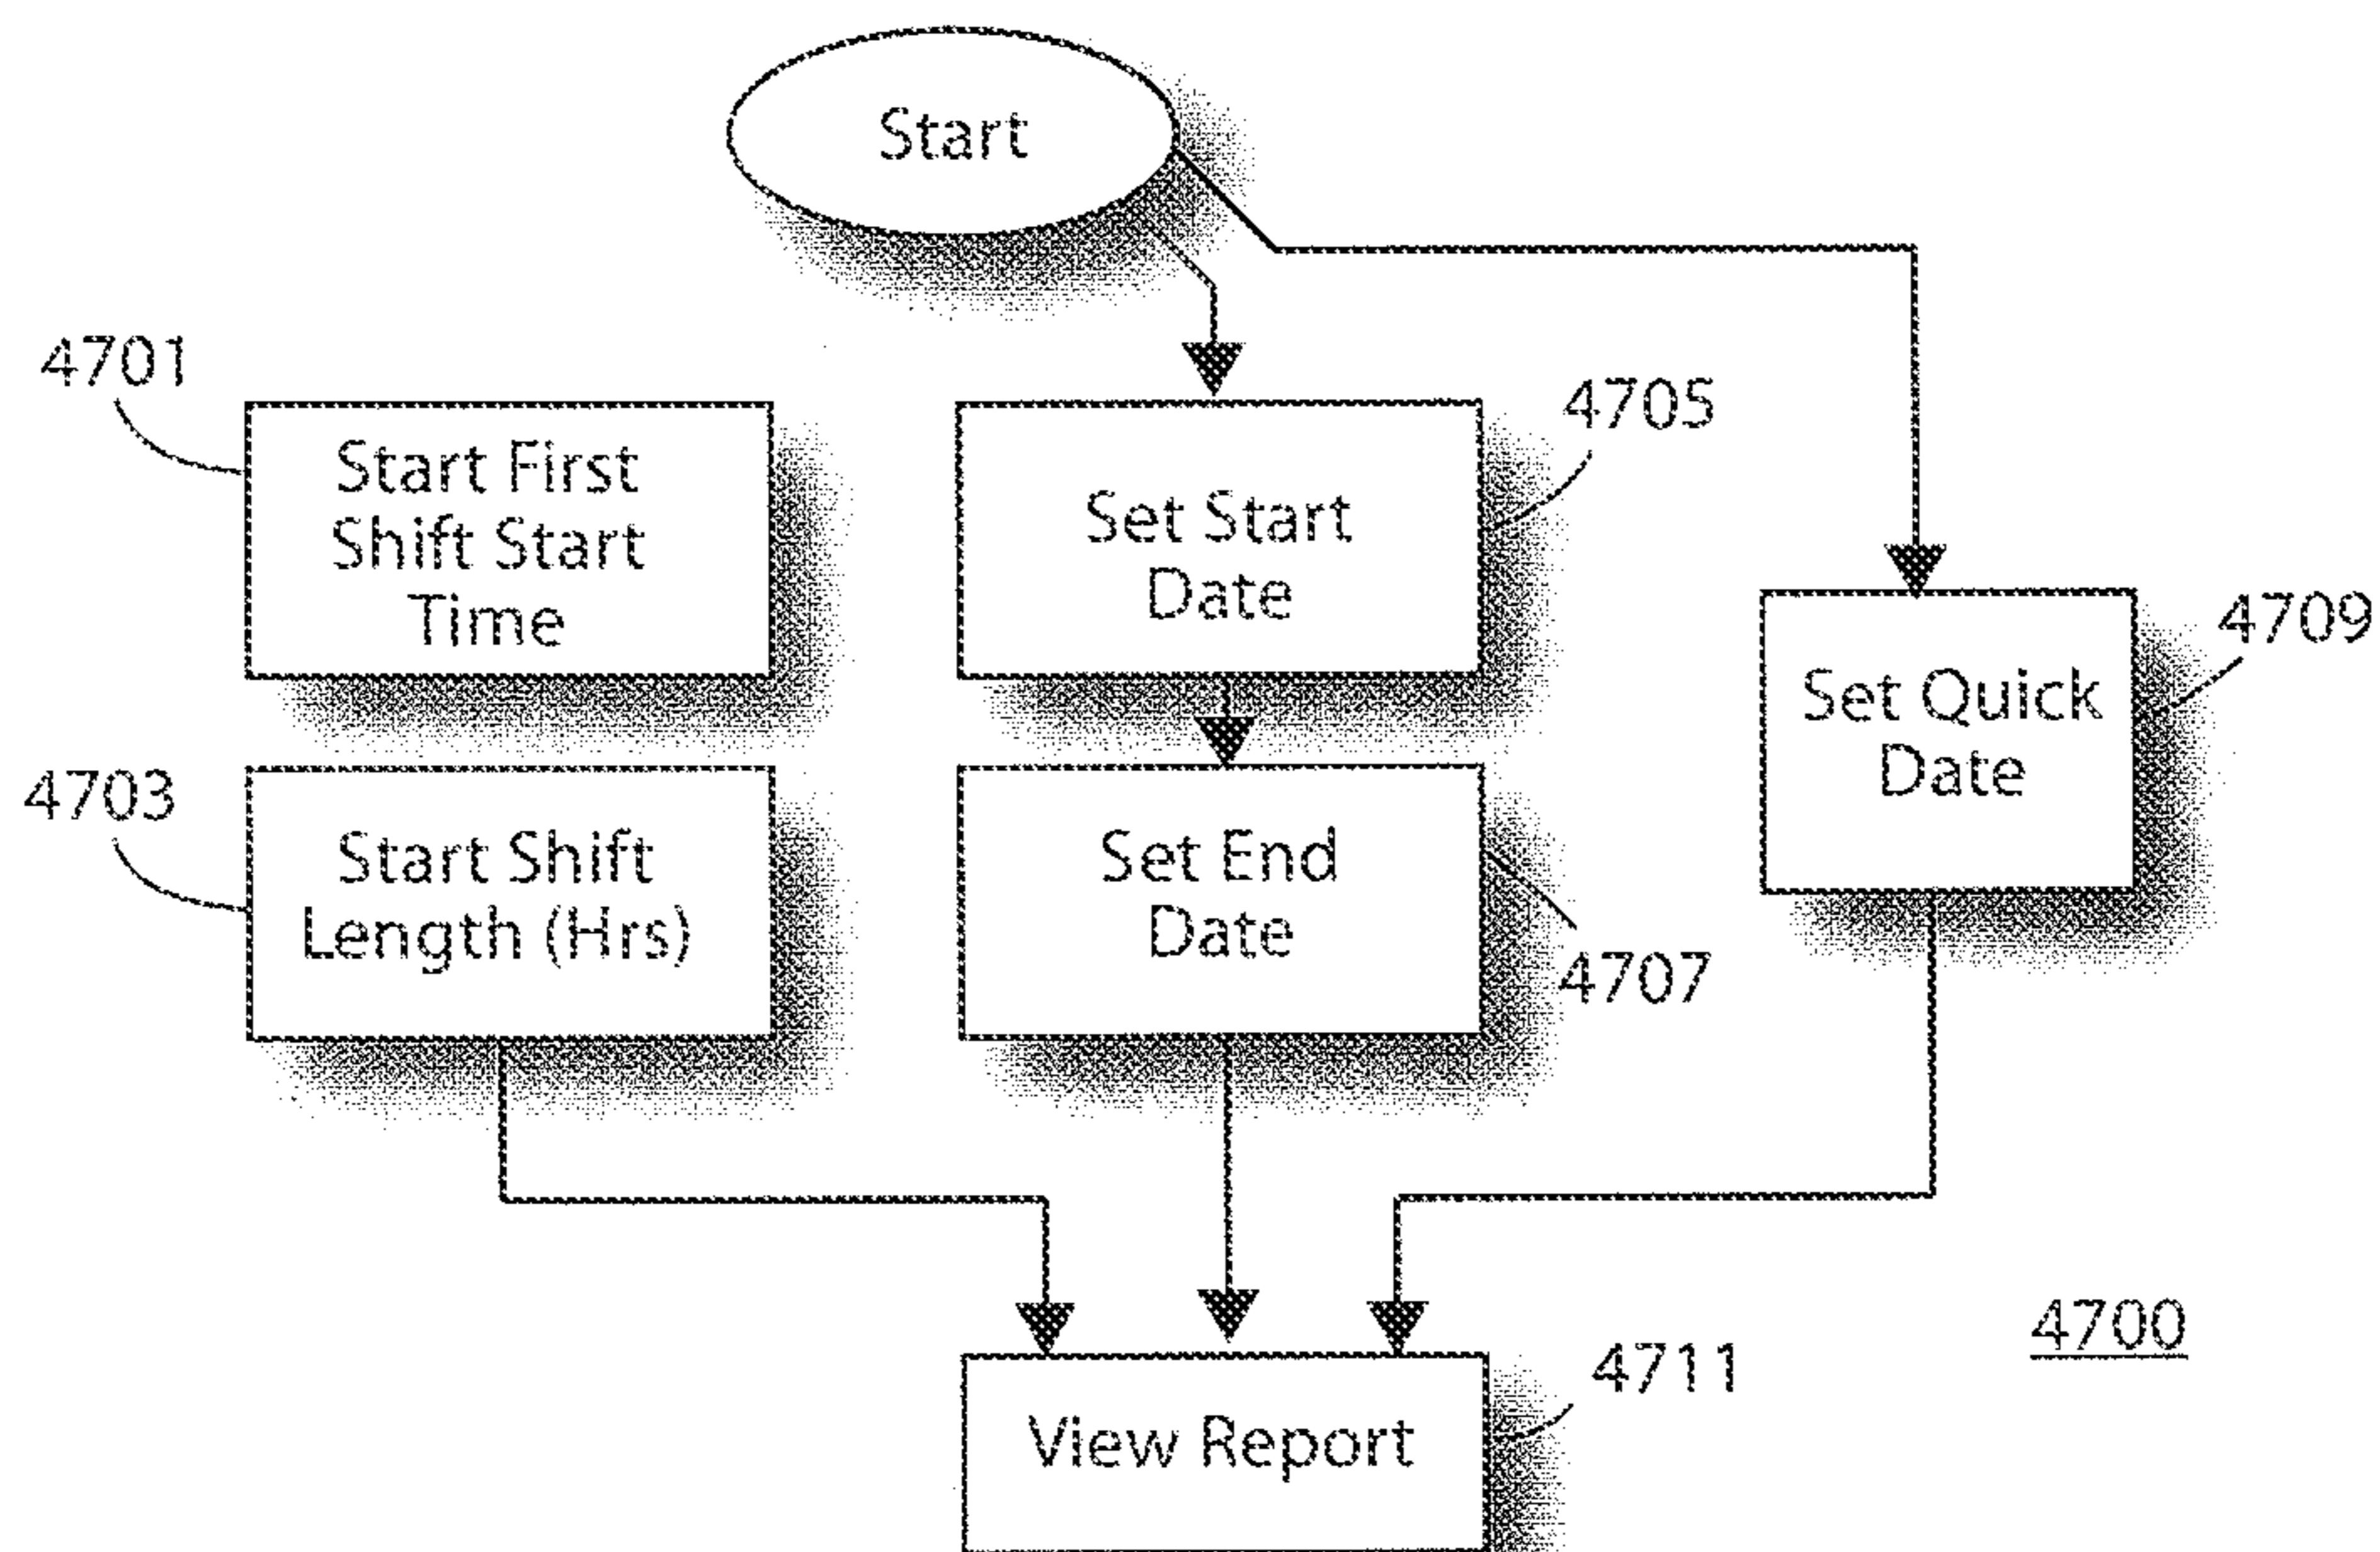 Start
4701
Start First
Shift Start
Time
4705
Set Start
Date
4709
Set Quick
Date
4703
Start Shift
Length (Hrs)
Set End
Date
4707
4700
4711
View Report